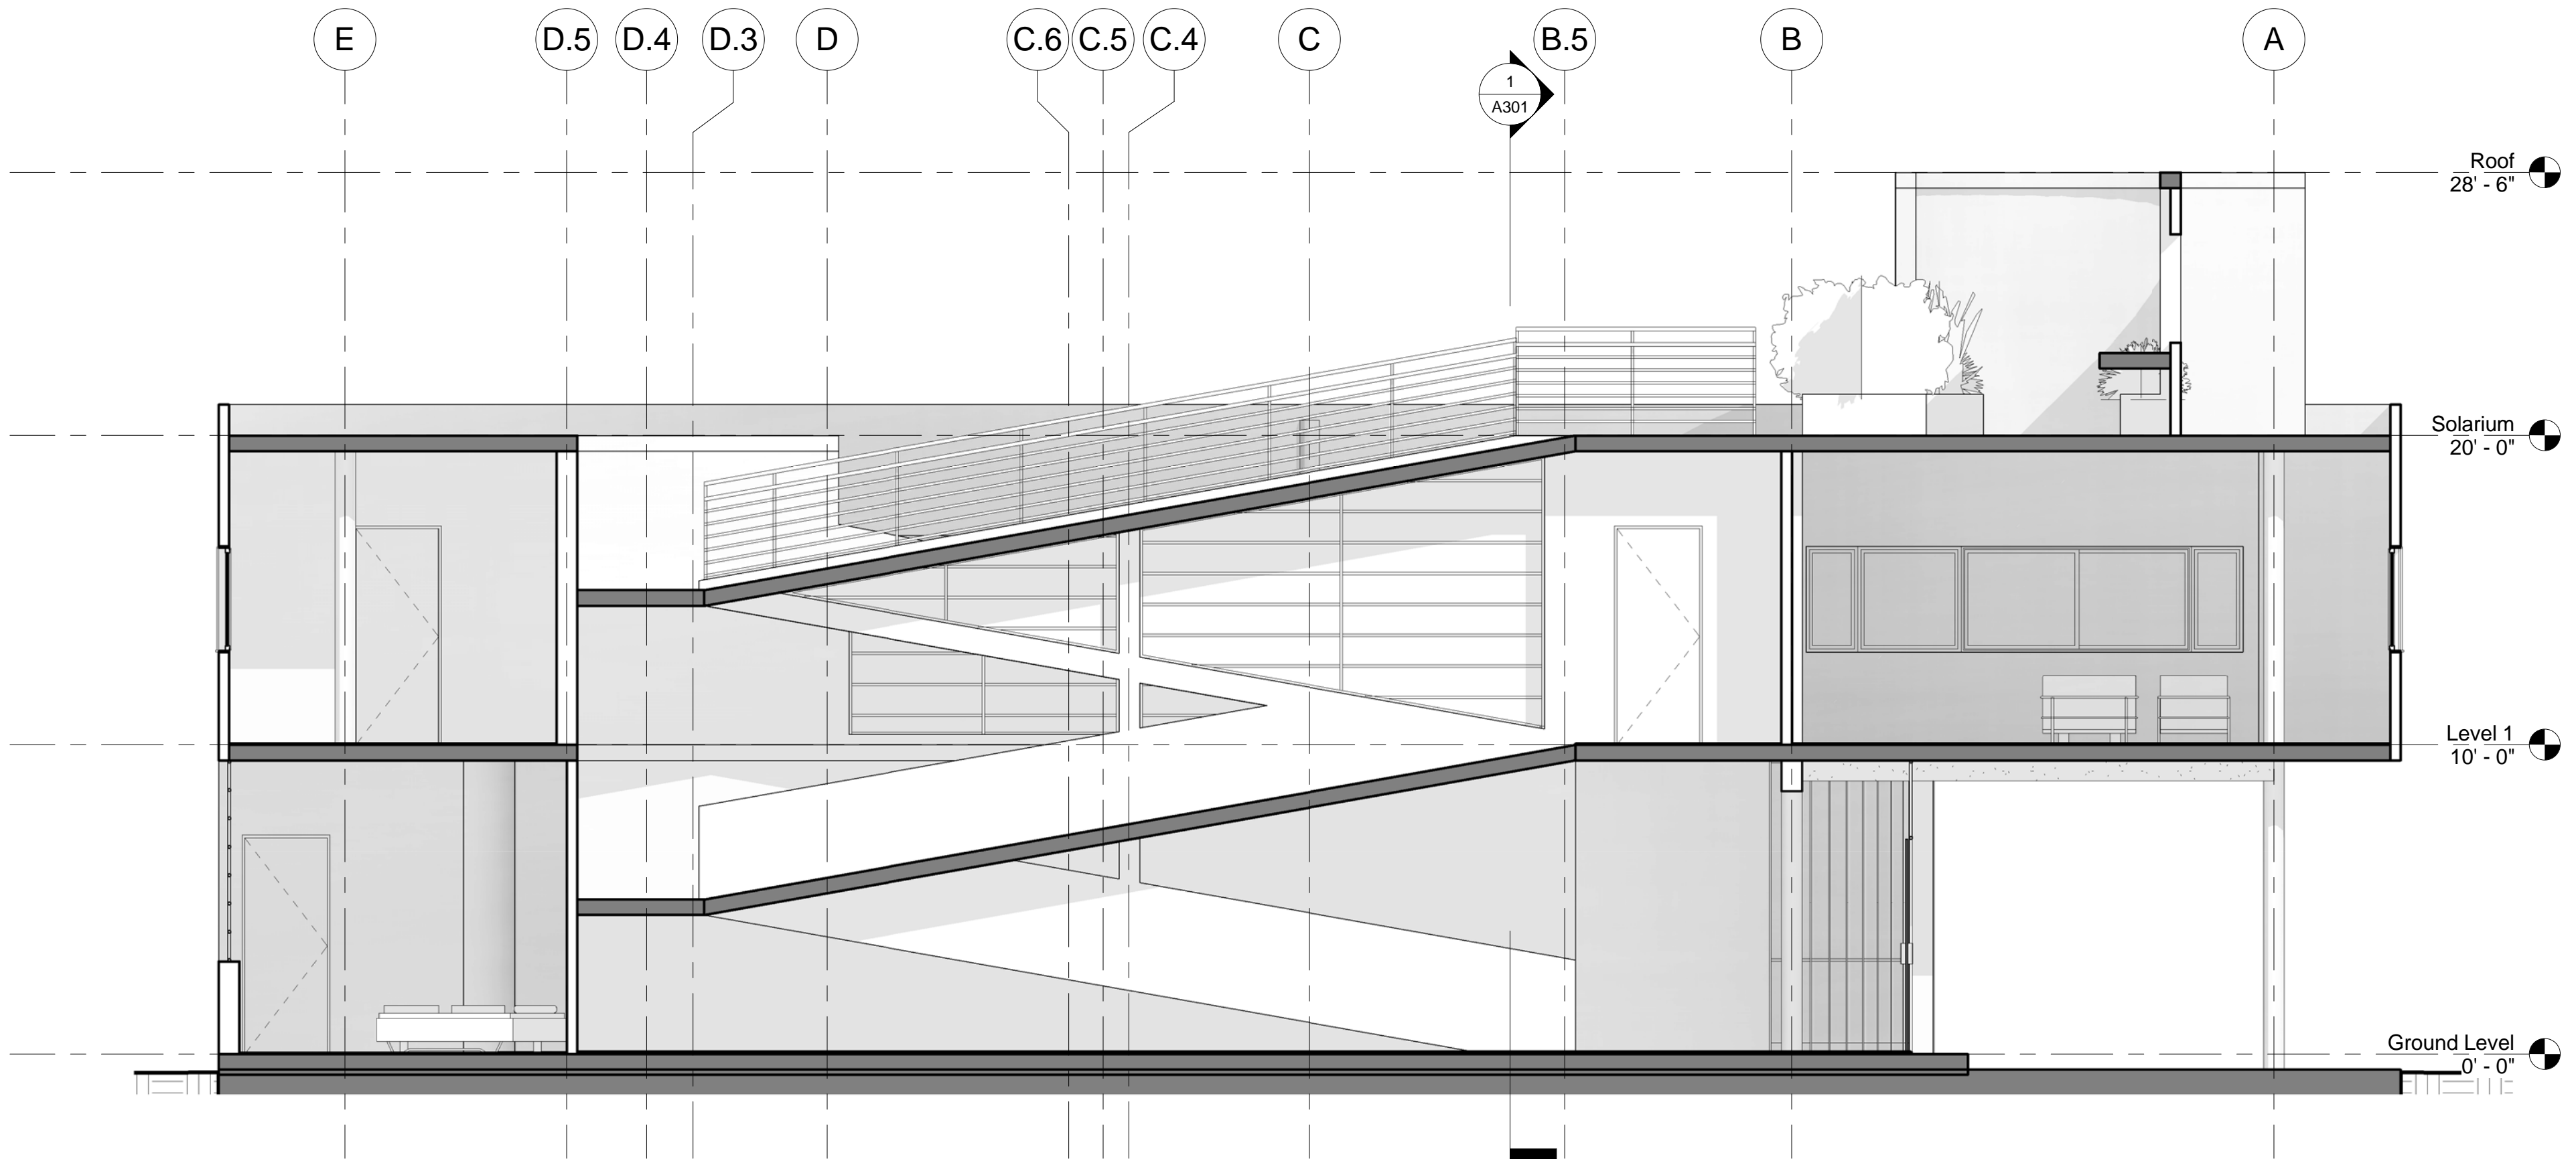 E
D.5
D.4
D.3
D
C.6
C.5
C.4
C
B.5
B
A
1
A301
Roof
28' - 6"
Solarium
20' - 0"
Level 1
10' - 0"
Ground Level
0' - 0"